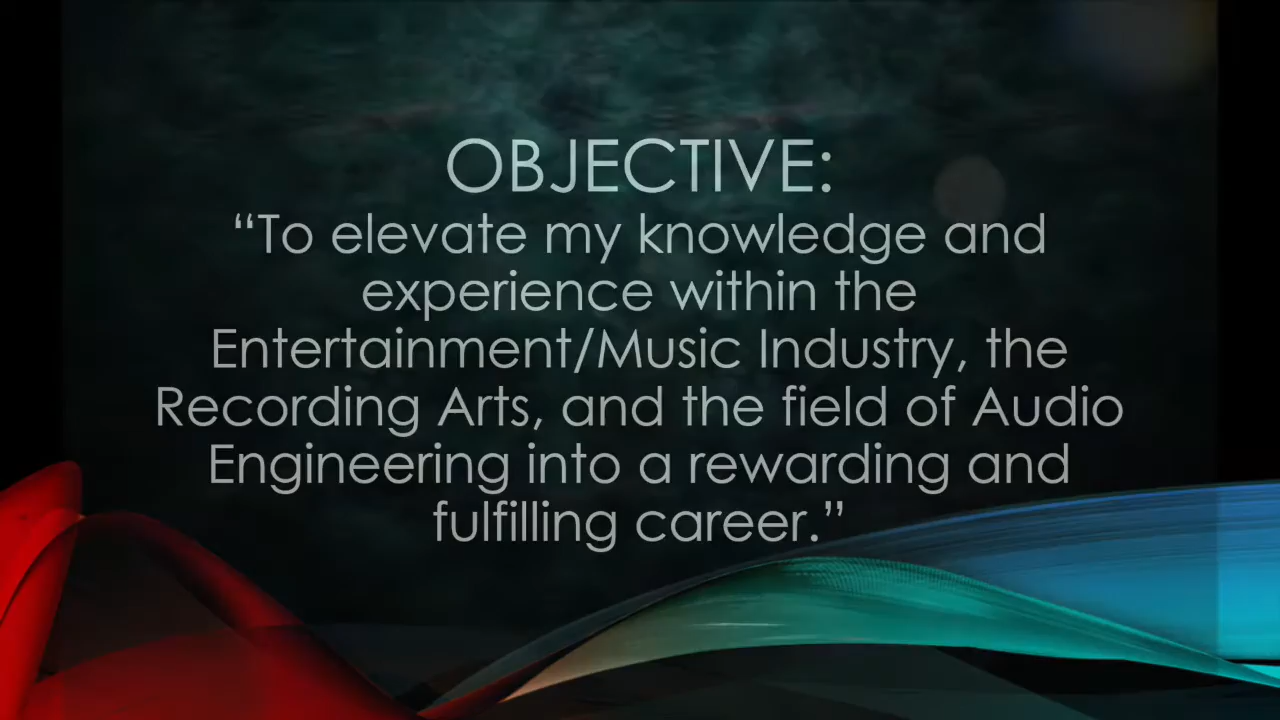 OBJECTIVE:
“To elevate my knowledge and
experience within the
Entertainment/Music Industry, the
Recording Arts, and the field of Audio
Engineering into a rewarding and
fulfilling career.”